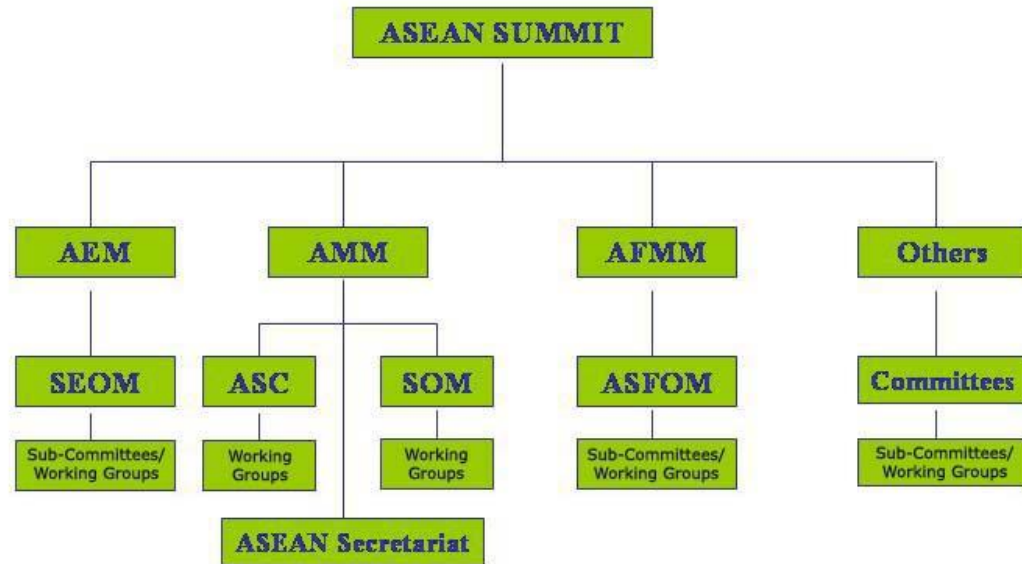 ASEAN SUMMIT
AEM
AMM
AFMM
Others
SEOM
ASC
SOM
ASFOM
Committees
Sub-Committees/
Working Groups
Working
Groups
Working
Groups
Sub-Committees/
Working Groups
Sub-Committees/
Working Groups
ASEAN Secretariat